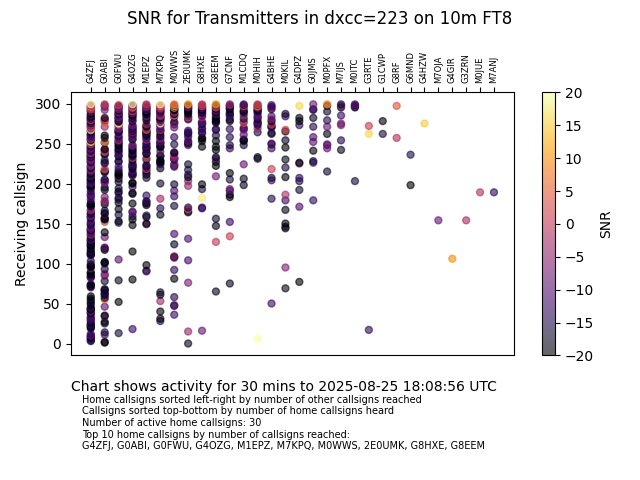 SNR for Transmitters in dxcc=223 on 10m FT8
G4ZFJ G0ABI G0FWU G4OZG M1EPZ M7KPQ M0WWS 2E0UMK G8HXE G8EEM G7CNF M1CDQ M0HIH G4BHE M0KIL G4DPZ G0JMS M0PFX M7IJS M0ITC G3RTE G1CWP G8RF G6MND G4HZW M7OJA G4GIR G3ZRN M0JUE M7ANJ
300
250
200
150
100
50
0
Receiving callsign
20
15
10
5
0
−5
−10
−15
−20
SNR
Chart shows activity for 30 mins to 2025-08-25 18:08:56 UTC
Home callsigns sorted left-right by number of other callsigns reached
Callsigns sorted top-bottom by number of home callsigns heard
Number of active home callsigns: 30
Top 10 home callsigns by number of callsigns reached:
G4ZFJ, G0ABI, G0FWU, G4OZG, M1EPZ, M7KPQ, M0WWS, 2E0UMK, G8HXE, G8EEM